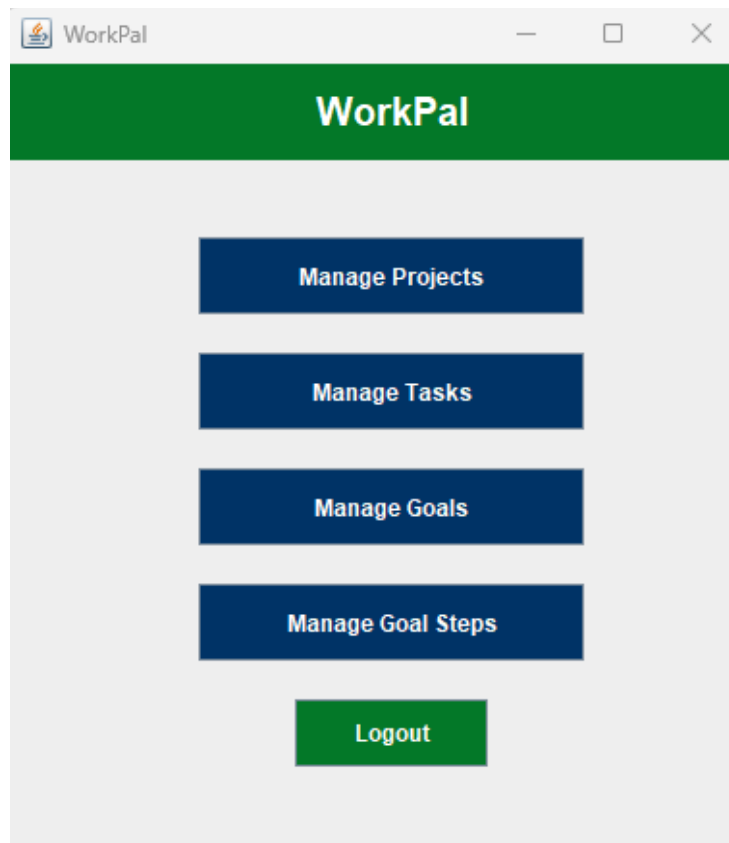 WorkPal
WorkPal
Manage Projects
Manage Tasks
Manage Goals
Manage Goal Steps
Logout